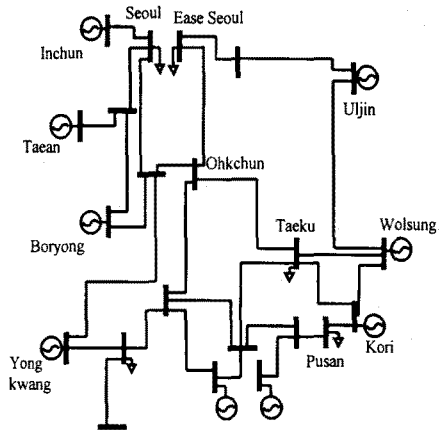 Seoul
Ease Seoul
Inchun
Uljin
Taean
Ohkchun
Boryong
Taeku
Wolsung
Yong
kwang
Pusan
Kori